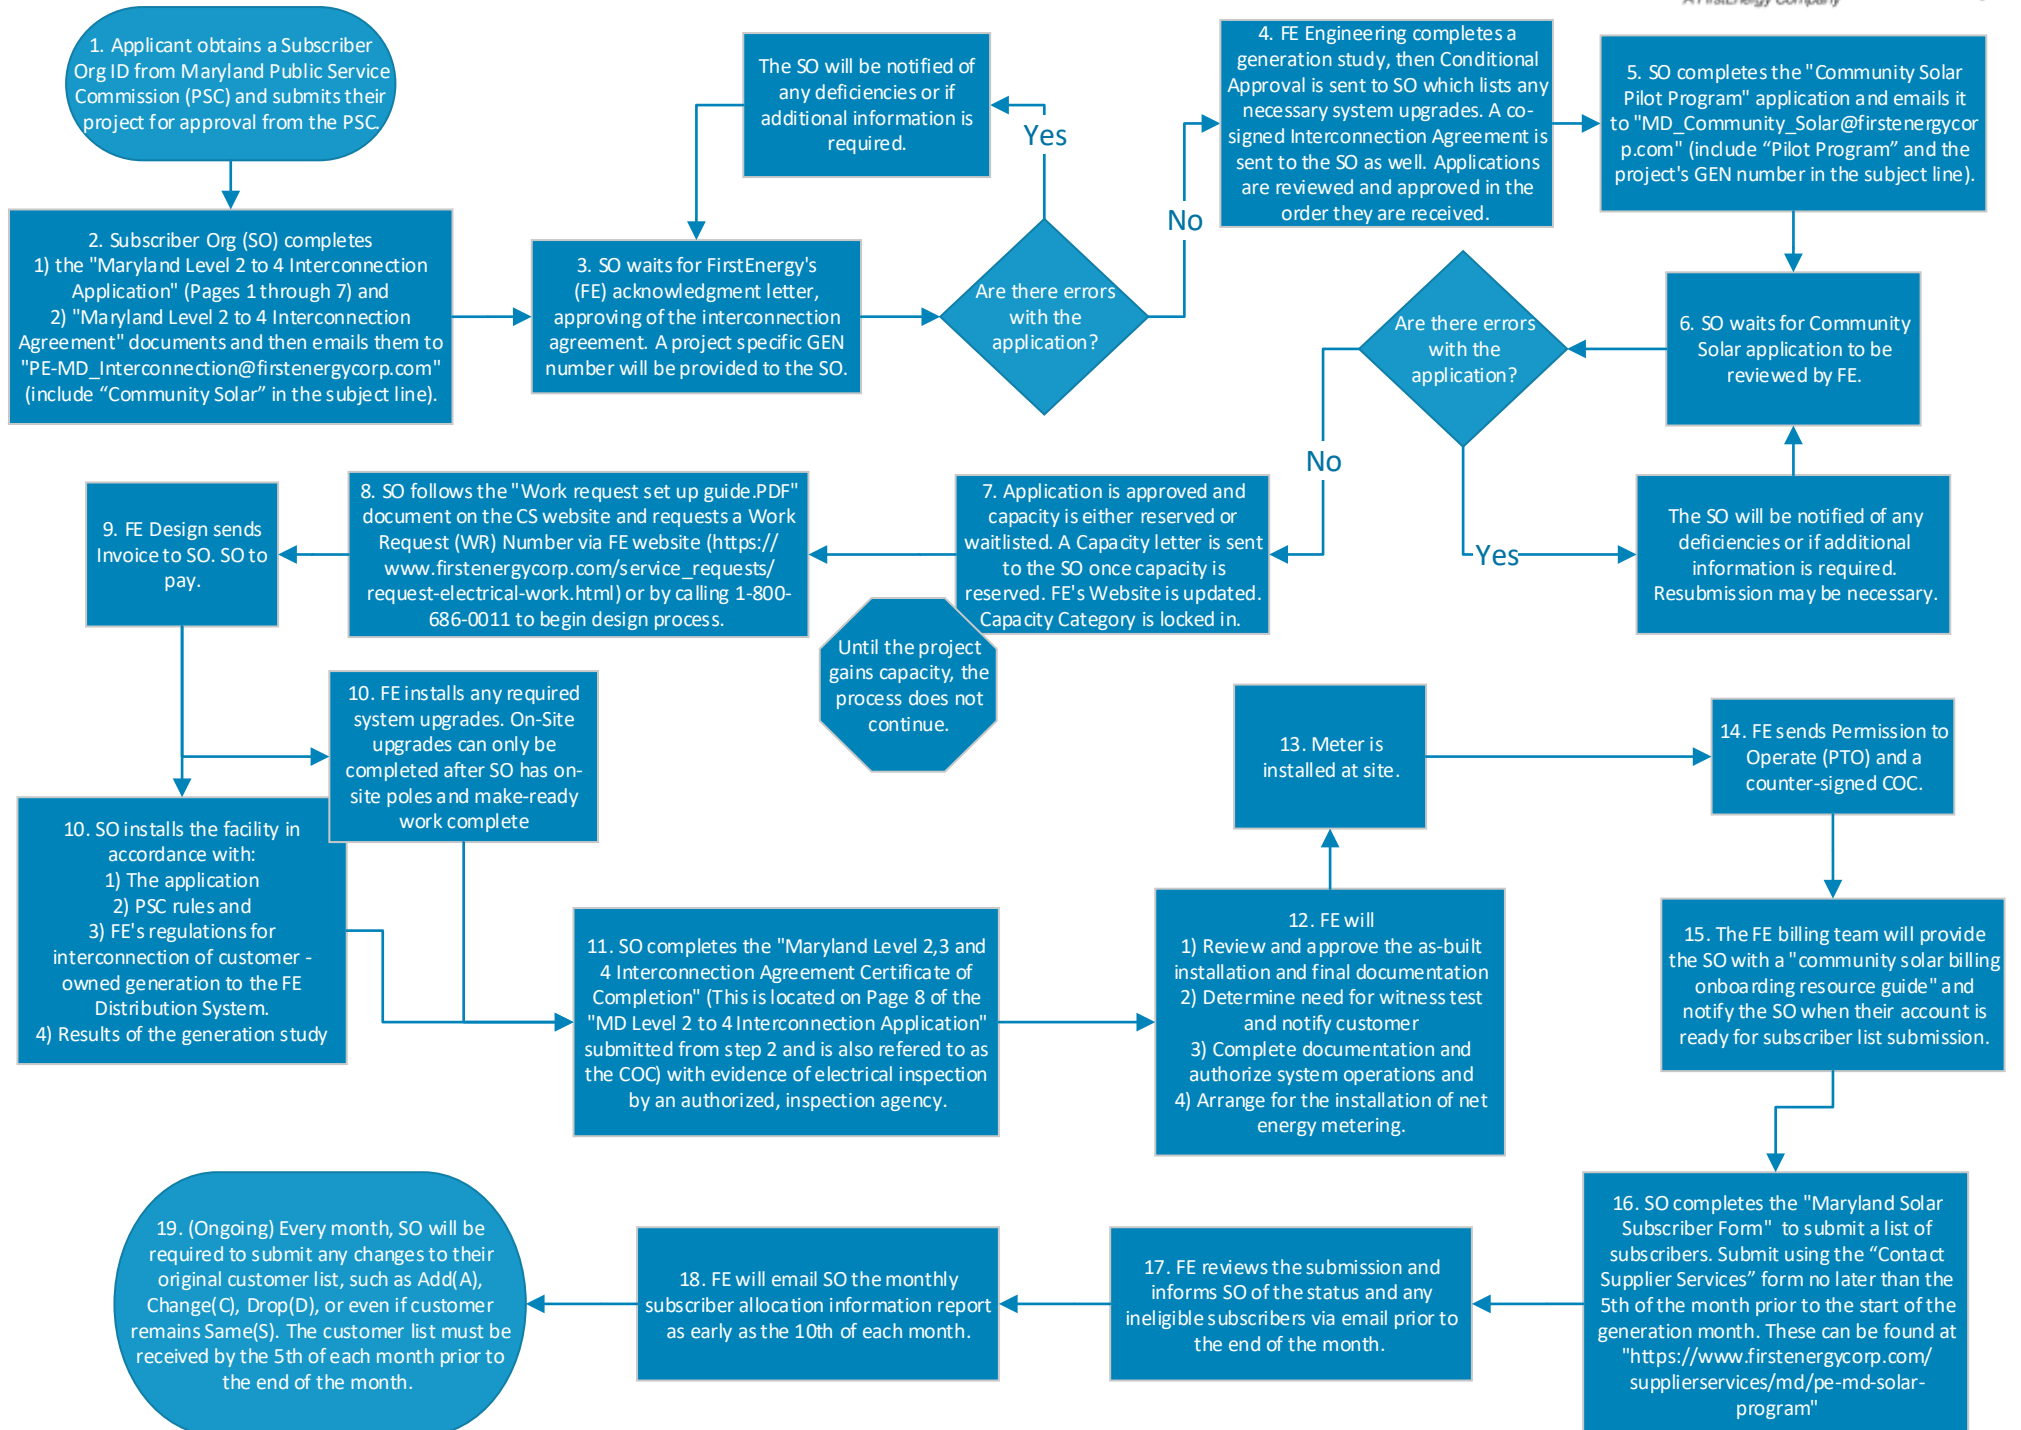 A FirstEnergy Company
1. Applicant obtains a Subscriber
Org ID from Maryland Public Service
Commission (PSC) and submits their
project for approval from the PSC.
The SO will be notified of
any deficiencies or if
additional information is
required.
Yes
4. FE Engineering completes a
generation study, then Conditional
Approval is sent to SO which lists any
necessary system upgrades. A co-
signed Interconnection Agreement is
sent to the SO as well. Applications
are reviewed and approved in the
order they are received.
5. SO completes the "Community Solar
Pilot Program" application and emails it
to "MD_Community_Solar@firstenergycor
p.com" (include “Pilot Program” and the
project's GEN number in the subject line).
2. Subscriber Org (SO) completes
1) the "Maryland Level 2 to 4 Interconnection
Application" (Pages 1 through 7) and
2) "Maryland Level 2 to 4 Interconnection
Agreement" documents and then emails them to
"PE-MD_Interconnection@firstenergycorp.com"
(include “Community Solar” in the subject line).
3. SO waits for FirstEnergy's
(FE) acknowledgment letter,
approving of the interconnection
agreement. A project specific GEN
number will be provided to the SO.
Are there errors
with the
application?
No
Are there errors
with the
application?
6. SO waits for Community
Solar application to be
reviewed by FE.
No
Yes
The SO will be notified of any
deficiencies or if additional
information is required.
Resubmission may be necessary.
7. Application is approved and
capacity is either reserved or
waitlisted. A Capacity letter is sent
to the SO once capacity is
reserved. FE's Website is updated.
Capacity Category is locked in.
Until the project
gains capacity, the
process does not
continue.
8. SO follows the "Work request set up guide.PDF"
document on the CS website and requests a Work
Request (WR) Number via FE website (https://
www.firstenergycorp.com/service_requests/
request-electrical-work.html) or by calling 1-800-
686-0011 to begin design process.
9. FE Design sends
Invoice to SO. SO to
pay.
10. FE installs any required
system upgrades. On-Site
upgrades can only be
completed after SO has on-
site poles and make-ready
work complete
10. SO installs the facility in
accordance with:
1) The application
2) PSC rules and
3) FE's regulations for
interconnection of customer -
owned generation to the FE
Distribution System.
4) Results of the generation study
11. SO completes the "Maryland Level 2,3 and
4 Interconnection Agreement Certificate of
Completion" (This is located on Page 8 of the
"MD Level 2 to 4 Interconnection Application"
submitted from step 2 and is also refered to as
the COC) with evidence of electrical inspection
by an authorized, inspection agency.
12. FE will
1) Review and approve the as-built
installation and final documentation
2) Determine need for witness test
and notify customer
3) Complete documentation and
authorize system operations and
4) Arrange for the installation of net
energy metering.
13. Meter is
installed at site.
14. FE sends Permission to
Operate (PTO) and a
counter-signed COC.
15. The FE billing team will provide
the SO with a "community solar billing
onboarding resource guide" and
notify the SO when their account is
ready for subscriber list submission.
16. SO completes the "Maryland Solar
Subscriber Form" to submit a list of
subscribers. Submit using the “Contact
Supplier Services” form no later than the
5th of the month prior to the start of the
generation month. These can be found at
"https://www.firstenergycorp.com/
supplierservices/md/pe-md-solar-
program"
17. FE reviews the submission and
informs SO of the status and any
ineligible subscribers via email prior to
the end of the month.
18. FE will email SO the monthly
subscriber allocation information report
as early as the 10th of each month.
19. (Ongoing) Every month, SO will be
required to submit any changes to their
original customer list, such as Add(A),
Change(C), Drop(D), or even if customer
remains Same(S). The customer list must be
received by the 5th of each month prior to
the end of the month.